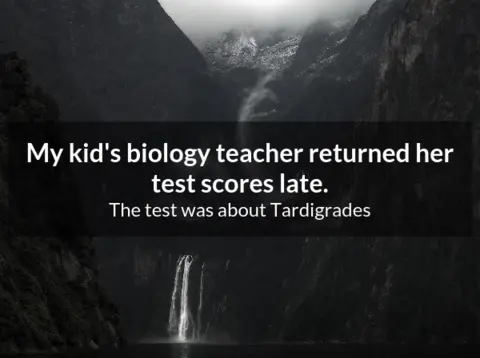 My kid's biology teacher returned her
test scores late.
The test was about Tardigrades